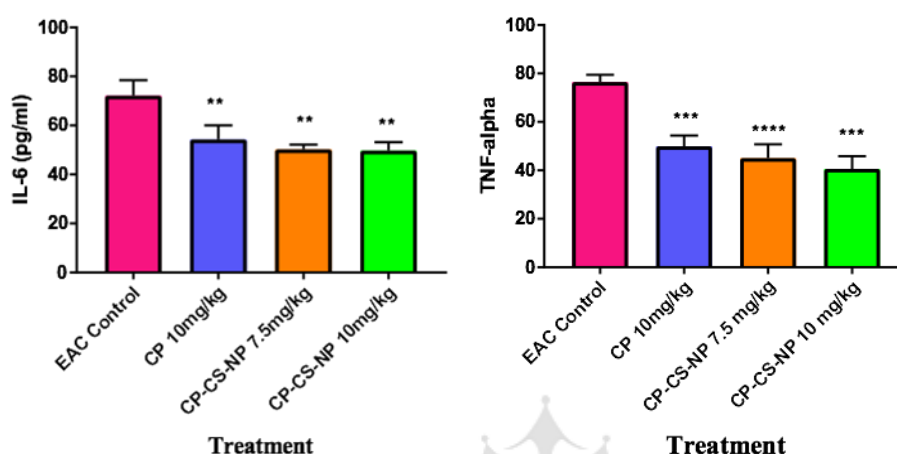 100
80
60
40
20
0
IL-6 (pg/ml)
**
**
**
EAC Control
CP 10mg/kg
CP-CS-NP 7.5mg/kg
CP-CS-NP 10mg/kg
Treatment
100
80
60
40
20
0
TNF-alpha
***
****
***
EAC Control
CP 10mg/kg
CP-CS-NP 7.5 mg/kg
CP-CS-NP 10 mg/kg
Treatment